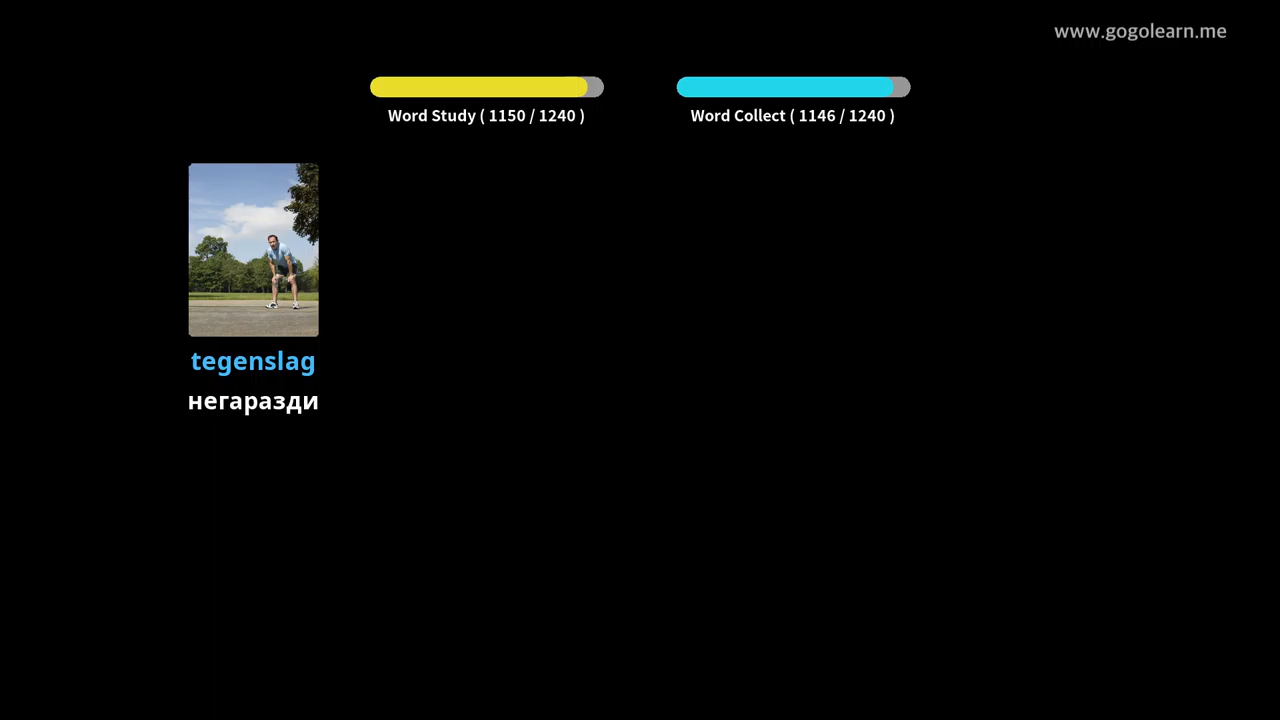 www.gogolearn.me
Word Study ( 1150 / 1240 )
Word Collect ( 1146 / 1240 )
tegenslag
негаразди